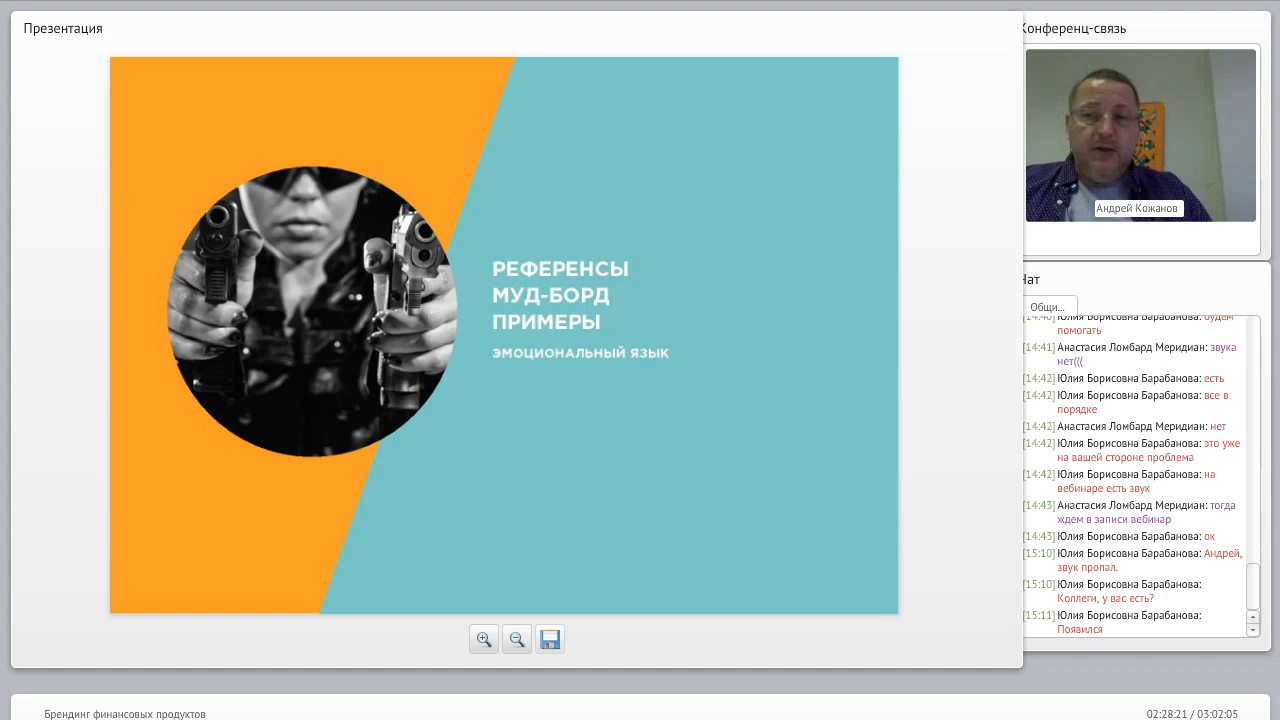 Презентация
РЕФЕРЕНСЫ
МУД-БОРД
ПРИМЕРЫ
ЭМОЦИОНАЛЬНЫЙ ЯЗЫК
Конференц-связь
Андрей Кожанов
Чат
Общи...
[14:40] Юлия Борисовна Барабанова: будем
помогать
[14:41] Анастасия Ломбард Меридиан: звука
нет(((
[14:42] Юлия Борисовна Барабанова: есть
[14:42] Юлия Борисовна Барабанова: все в
порядке
[14:42] Анастасия Ломбард Меридиан: нет
[14:42] Юлия Борисовна Барабанова: это уже
на вашей стороне проблема
[14:42] Юлия Борисовна Барабанова: на
вебинаре есть звук
[14:43] Анастасия Ломбард Меридиан: тогда
ждем в записи вебинар
[14:43] Юлия Борисовна Барабанова: ок
[15:10] Юлия Борисовна Барабанова: Андрей,
звук пропал.
[15:10] Юлия Борисовна Барабанова:
Коллеги, у вас есть?
[15:11] Юлия Борисовна Барабанова:
Появился
Брендинг финансовых продуктов
02:28:21 / 03:02:05